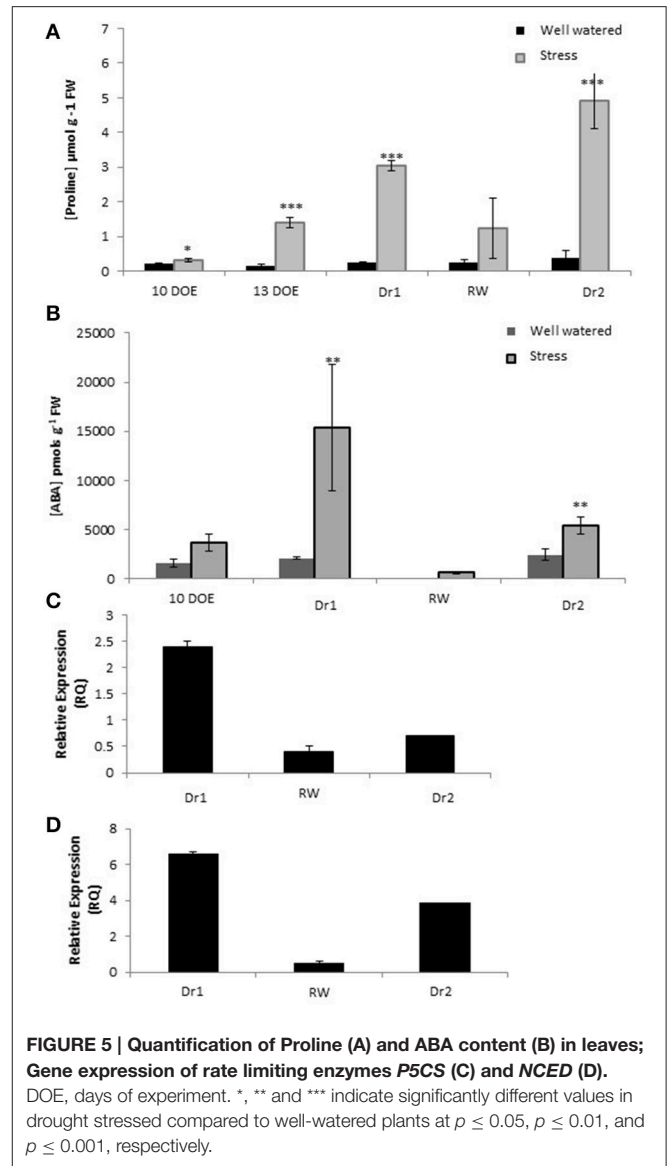 A
Well watered
Stress
[Proline] µmol g -1 FW
7
6
5
4
3
2
1
0
*
***
***
***
10 DOE 13 DOE Dr1 RW Dr2
B
Well watered
Stress
[ABA] pmols g⁻¹ FW
25000
20000
15000
10000
5000
0
**
**
10 DOE Dr1 RW Dr2
C
Relative Expression
(RQ)
3
2.5
2
1.5
1
0.5
0
Dr1 RW Dr2
D
Relative Expression
(RQ)
8
6
4
2
0
Dr1 RW Dr2
FIGURE 5 | Quantification of Proline (A) and ABA content (B) in leaves;
Gene expression of rate limiting enzymes P5CS (C) and NCED (D).
DOE, days of experiment. *, ** and *** indicate significantly different values in
drought stressed compared to well-watered plants at p ≤ 0.05, p ≤ 0.01, and
p ≤ 0.001, respectively.